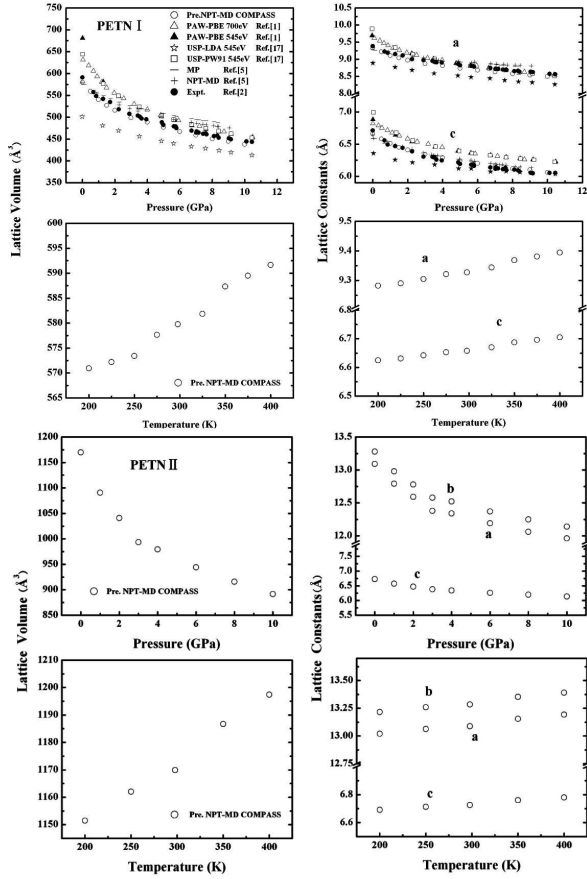 PETN I
Pre.NPT-MD COMPASS
PAW-PBE 700eV Ref.[1]
PAW-PBE 545eV Ref.[1]
USP-LDA 545eV Ref.[17]
USP-PW91 545eV Ref.[17]
MP Ref.[5]
NPT-MD Ref.[5]
Expt. Ref.[2]
Lattice Volume (Å³)
700
650
600
550
500
450
400
0 2 4 6 8 10 12
Pressure (GPa)
Lattice Constants (Å)
10.5
10.0
9.5
9.0
8.5
8.0
7.0
6.5
6.0
a
c
0 2 4 6 8 10
Pressure (GPa)
600
595
590
585
580
575
570
565
Pre. NPT-MD COMPASS
200 225 250 275 300 325 350 375 400
Temperature (K)
9.5
9.4
9.3
6.8
6.7
6.6
6.5
a
c
200 225 250 275 300 325 350 375 400
Temperature (K)
PETN II
Pre. NPT-MD COMPASS
Lattice Volume (Å³)
1200
1150
1100
1050
1000
950
900
850
0 2 4 6 8 10
Pressure (GPa)
Lattice Constants (Å)
13.5
13.0
12.5
12.0
7.5
7.0
6.5
6.0
5.5
b
a
c
0 2 4 6 8 10
Pressure (GPa)
1210
1200
1190
1180
1170
1160
1150
Pre. NPT-MD COMPASS
200 250 300 350 400
Temperature (K)
13.50
13.25
13.00
12.75
6.8
6.6
b
a
c
200 250 300 350 400
Temperature (K)